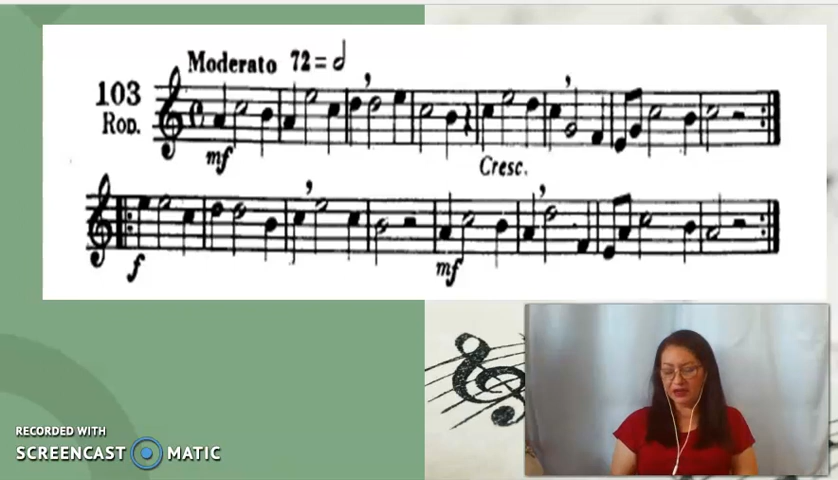 Moderato 72 =
103
ROD.
mf
Cresc.
f
mf
RECORDED WITH
SCREENCAST MATIC